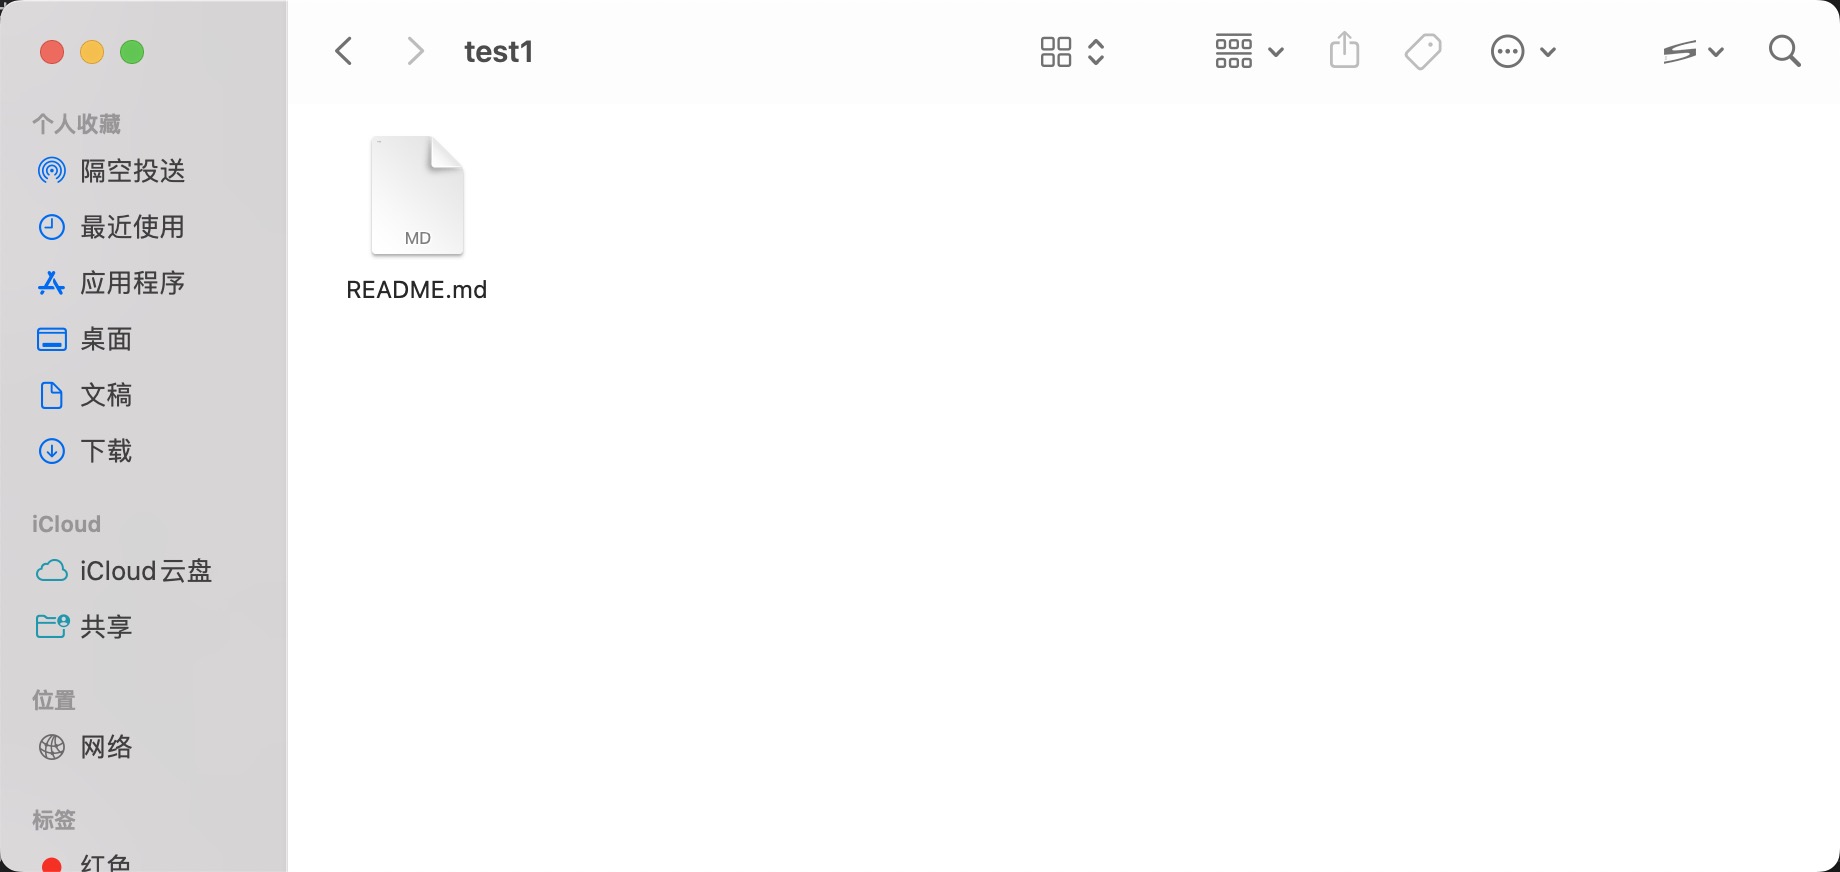 test1
个人收藏
隔空投送
最近使用
应用程序
桌面
文稿
下载
iCloud
iCloud云盘
共享
位置
网络
标签
红色
MD
README.md